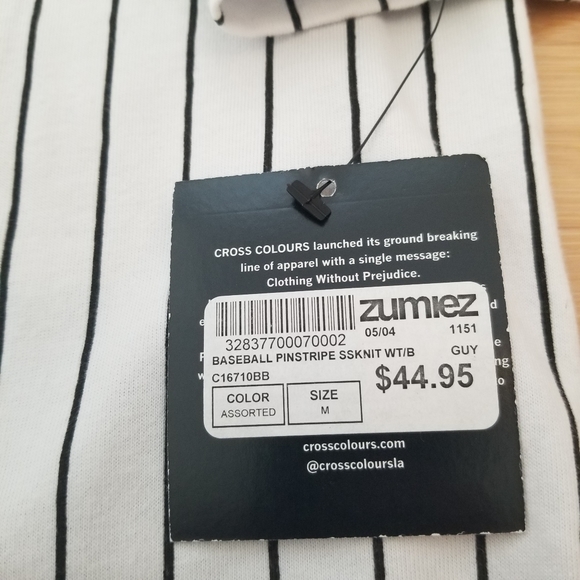 CROSS COLOURS launched its ground breaking
line of apparel with a single message:
Clothing Without Prejudice.
zumiez
32837700070002
05/04 1151
BASEBALL PINSTRIPE SSKNIT WT/B GUY
C16710BB
$44.95
COLOR
ASSORTED
SIZE
M
crosscolours.com
@crosscoloursla